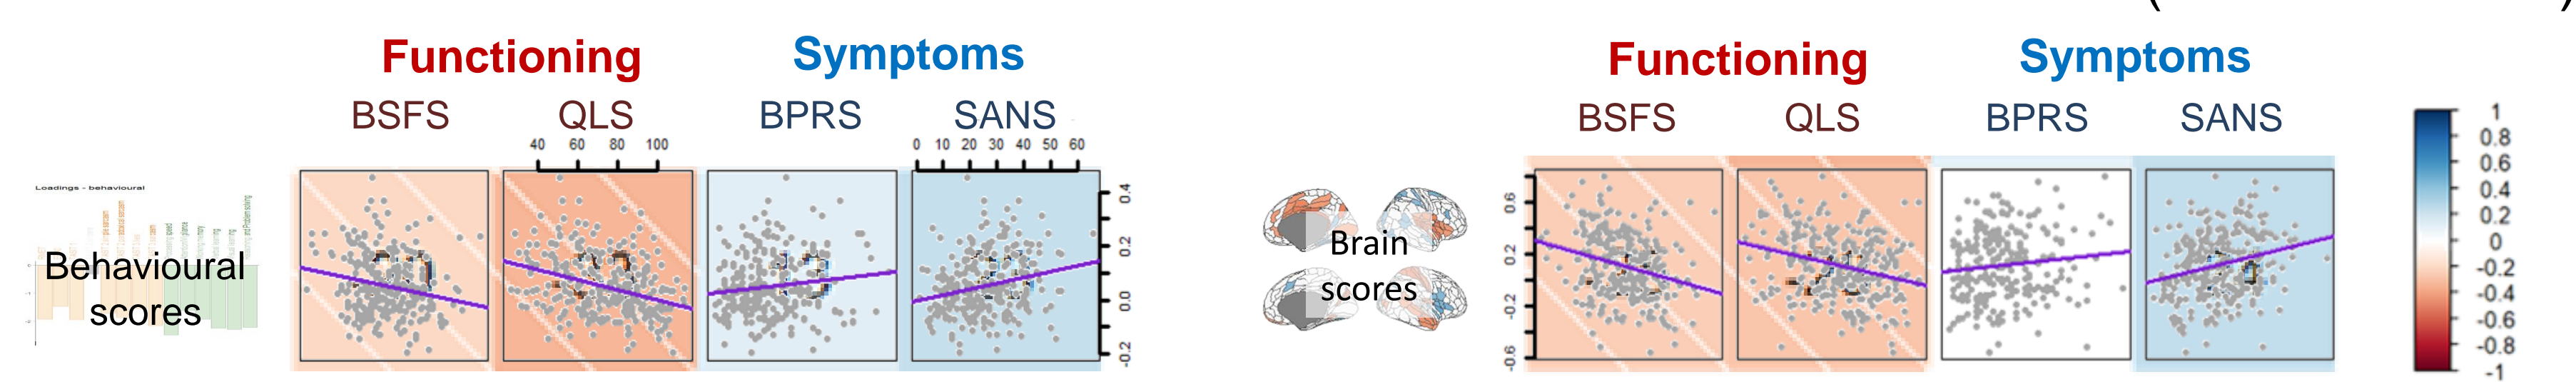 Functioning
Symptoms
BSFS
QLS
BPRS
SANS
40 60 80 100
0 10 20 30 40 50 60
Loadings - behavioural
Behavioural
scores
0.4
0.2
0.0
-0.2
Functioning
Symptoms
BSFS
QLS
BPRS
SANS
Brain
scores
0.6
0.2
-0.2
-0.6
1
0.8
0.6
0.4
0.2
0
-0.2
-0.4
-0.6
-0.8
-1